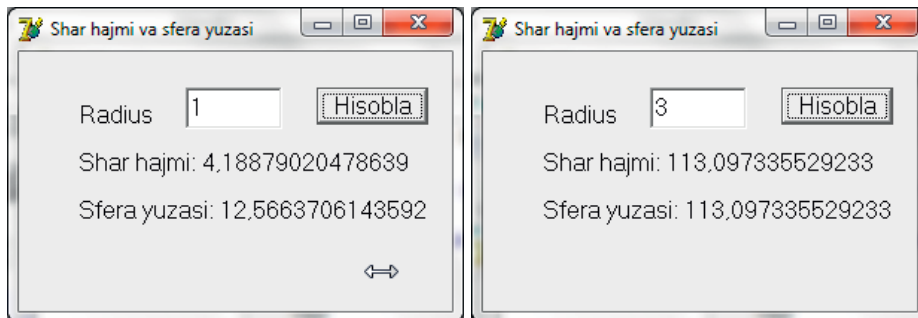 Shar hajmi va sfera yuzasi
Radius 1 Hisobla
Shar hajmi: 4,18879020478639
Sfera yuzasi: 12,5663706143592
Shar hajmi va sfera yuzasi
Radius 3 Hisobla
Shar hajmi: 113,097335529233
Sfera yuzasi: 113,097335529233